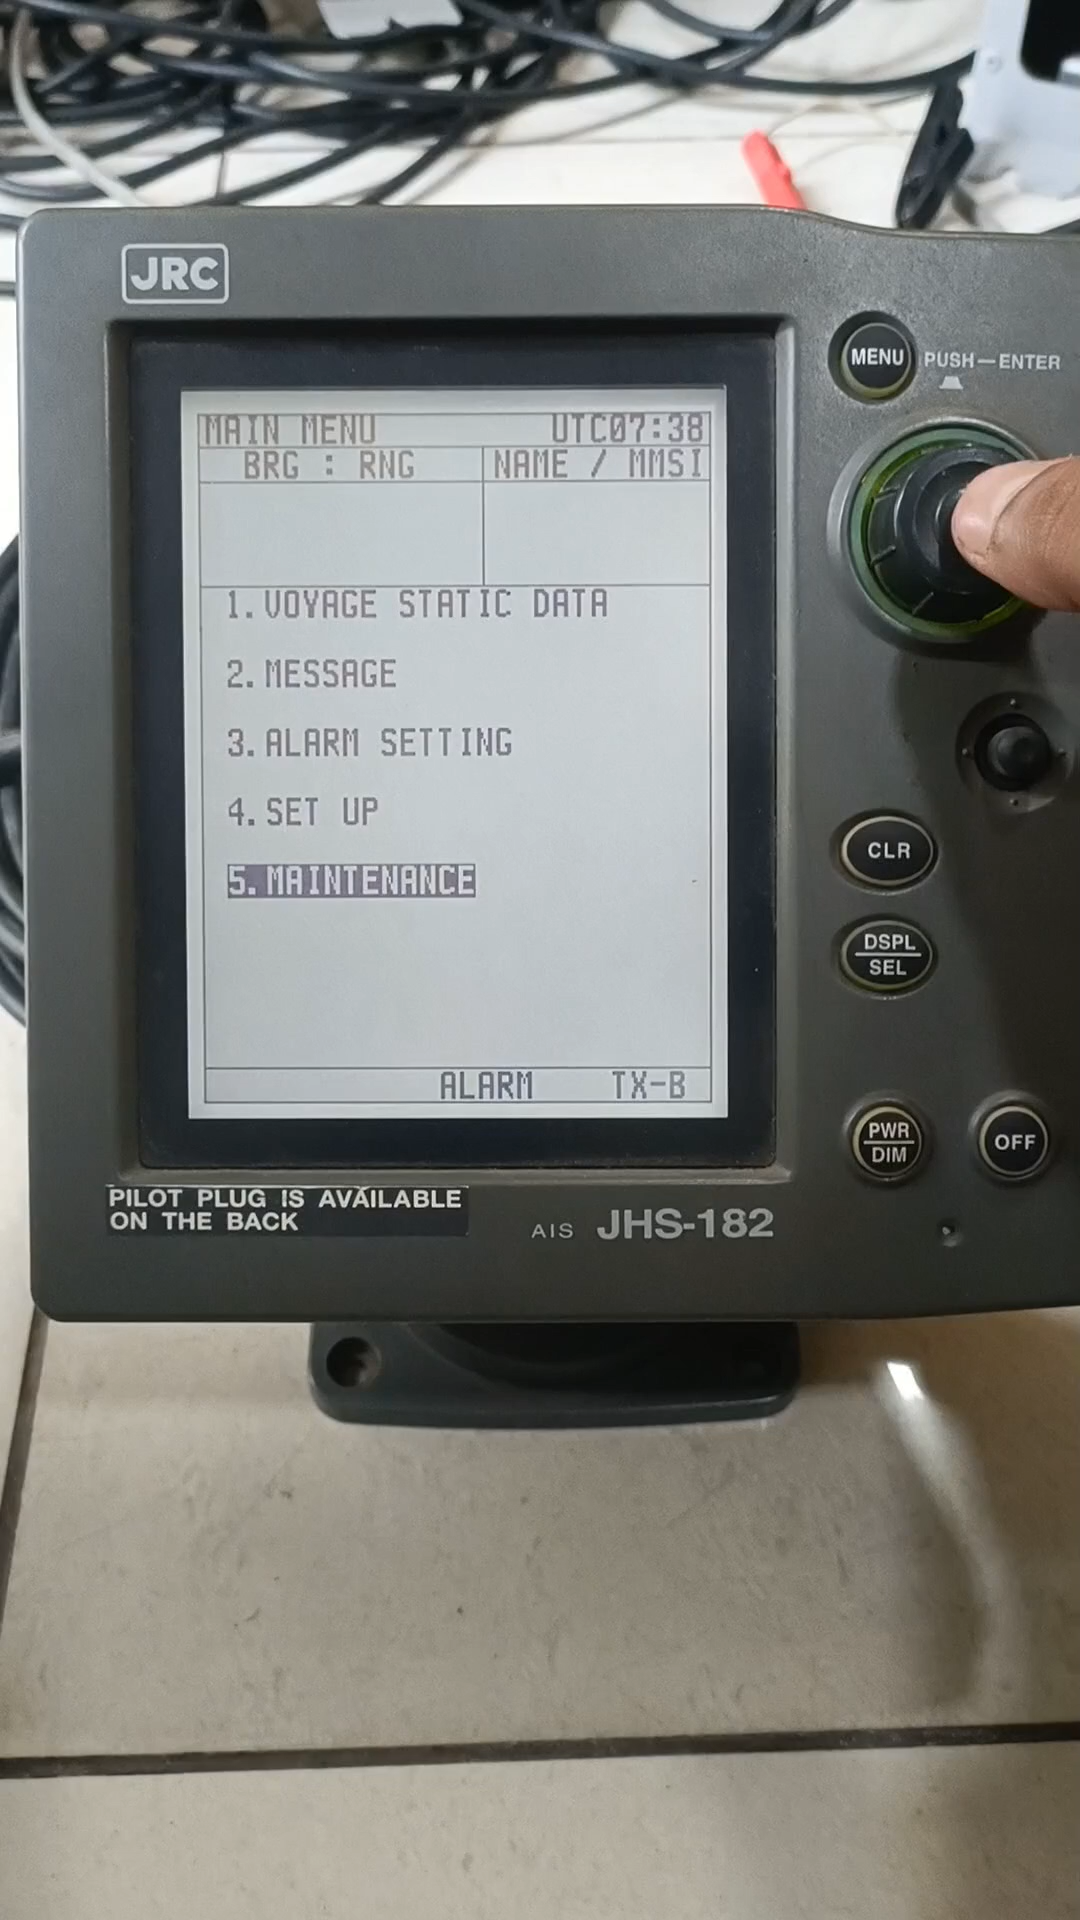 JRC
MENU
PUSH—ENTER
MAIN MENU UTC07:38
BRG : RNG NAME / MMSI
1.VOYAGE STATIC DATA
2.MESSAGE
3.ALARM SETTING
4.SET UP
5.MAINTENANCE
ALARM TX-B
CLR
DSPL
SEL
PWR
DIM
OFF
PILOT PLUG IS AVAILABLE
ON THE BACK
AIS JHS-182